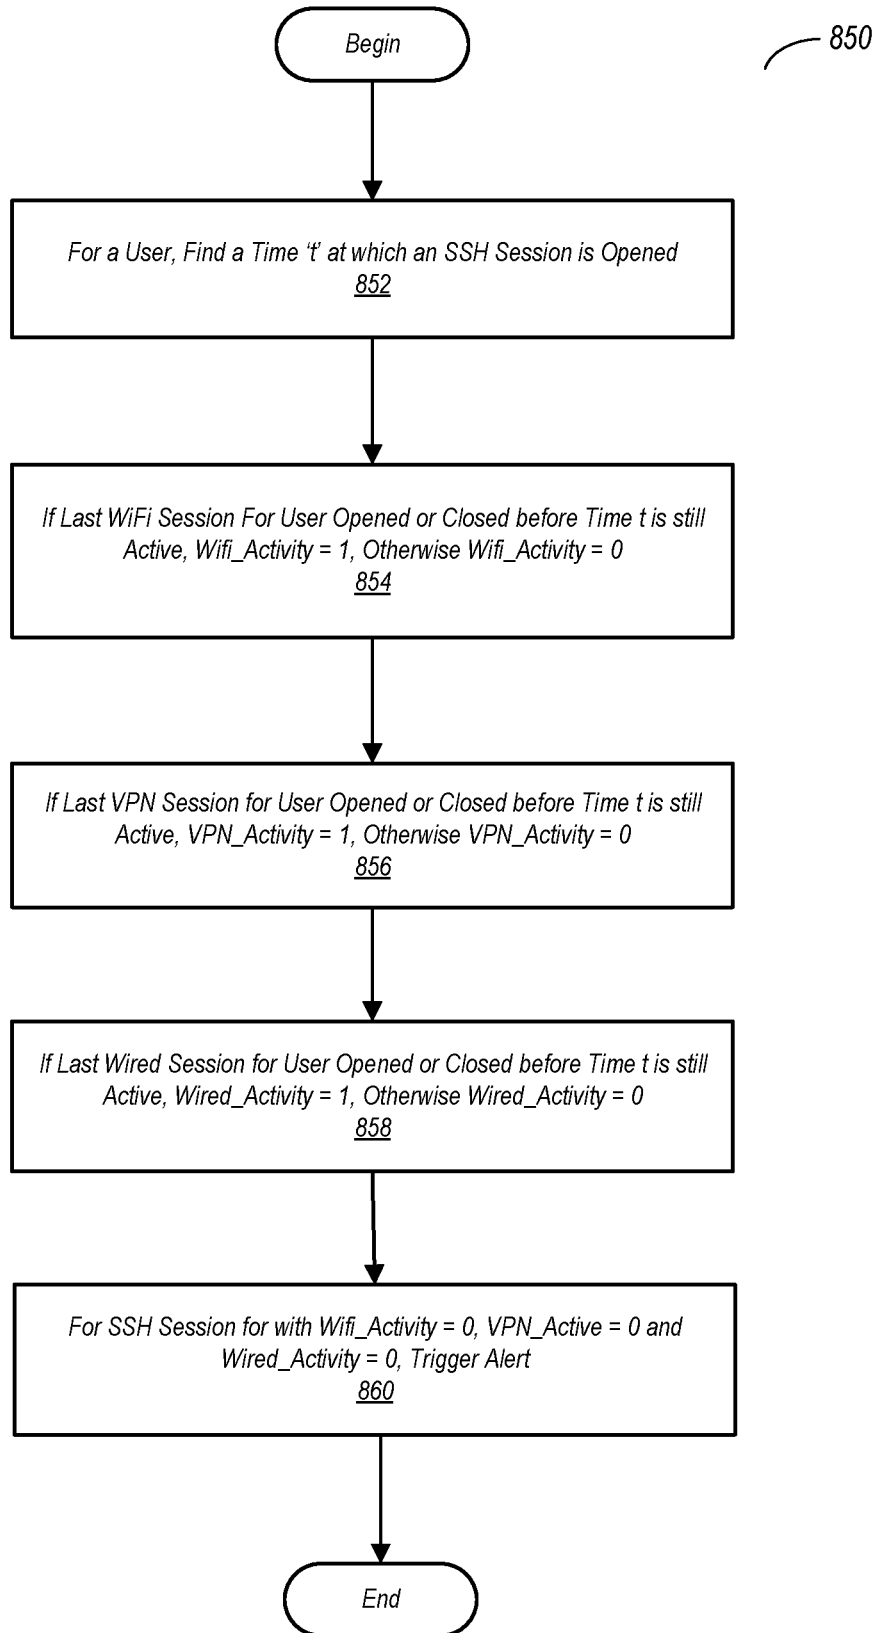 Begin
850
For a User, Find a Time ‘t’ at which an SSH Session is Opened
852
If Last WiFi Session For User Opened or Closed before Time t is still
Active, Wifi_Activity = 1, Otherwise Wifi_Activity = 0
854
If Last VPN Session for User Opened or Closed before Time t is still
Active, VPN_Activity = 1, Otherwise VPN_Activity = 0
856
If Last Wired Session for User Opened or Closed before Time t is still
Active, Wired_Activity = 1, Otherwise Wired_Activity = 0
858
For SSH Session for with Wifi_Activity = 0, VPN_Active = 0 and
Wired_Activity = 0, Trigger Alert
860
End